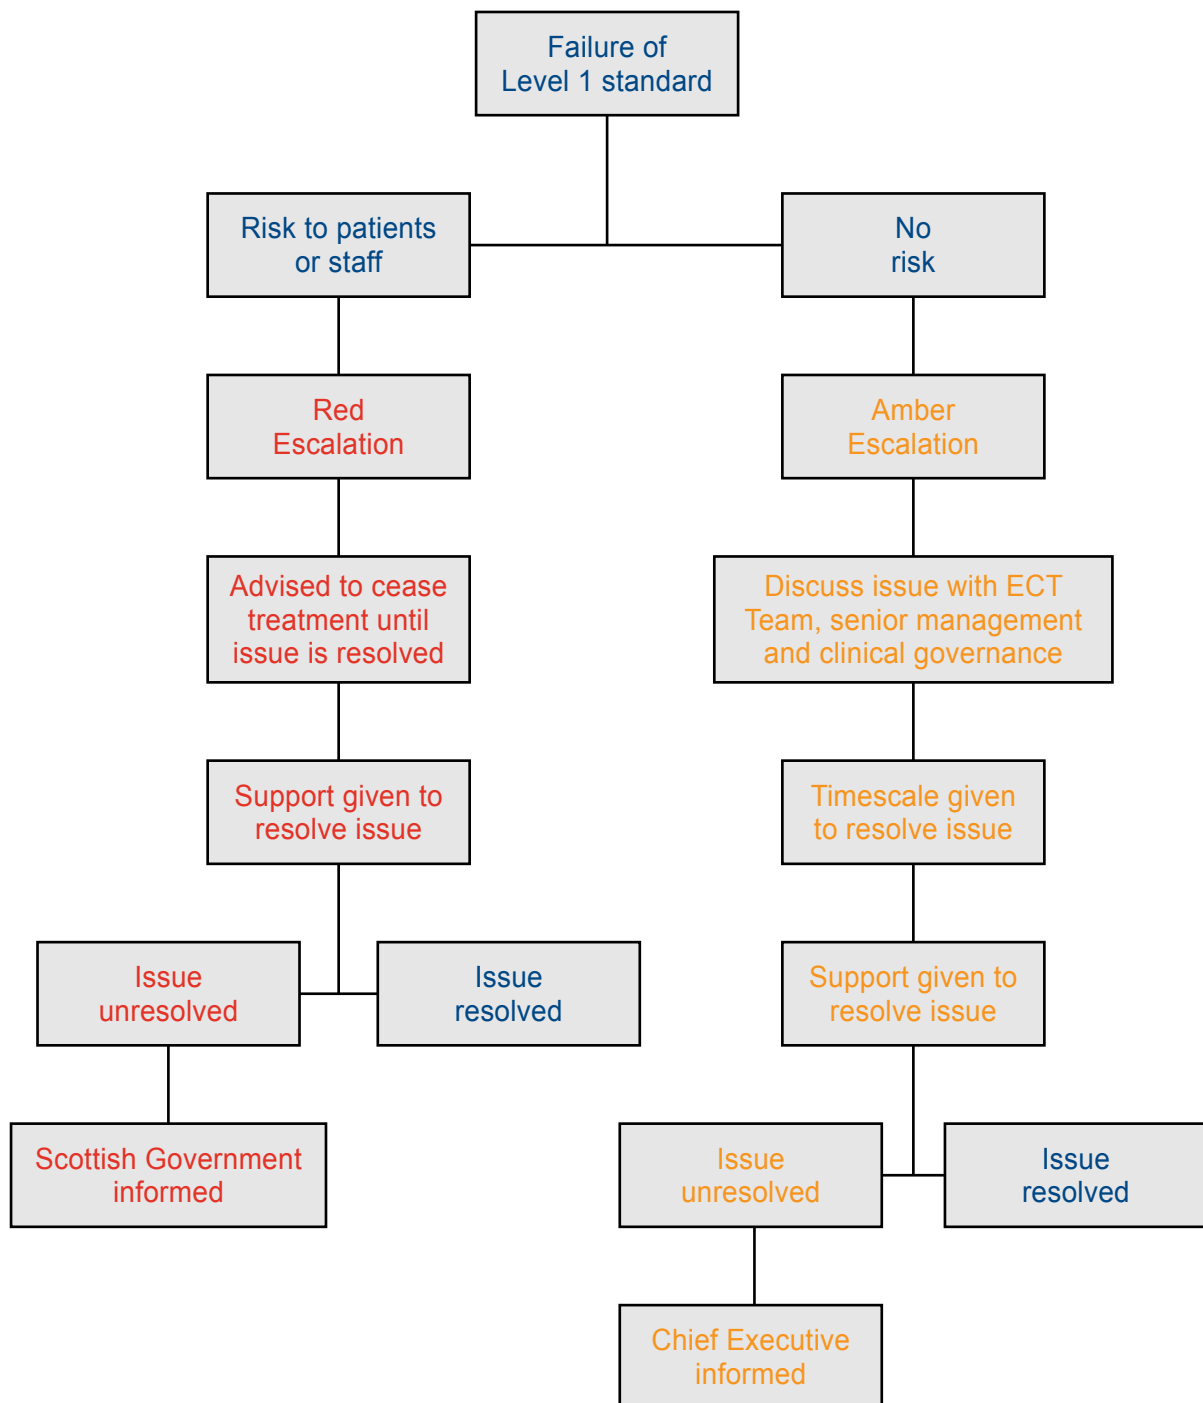 Failure of
Level 1 standard
Risk to patients
or staff
No
risk
Red
Escalation
Amber
Escalation
Advised to cease
treatment until
issue is resolved
Discuss issue with ECT
Team, senior management
and clinical governance
Support given to
resolve issue
Timescale given
to resolve issue
Issue
unresolved
Issue
resolved
Support given to
resolve issue
Scottish Government
informed
Issue
unresolved
Issue
resolved
Chief Executive
informed